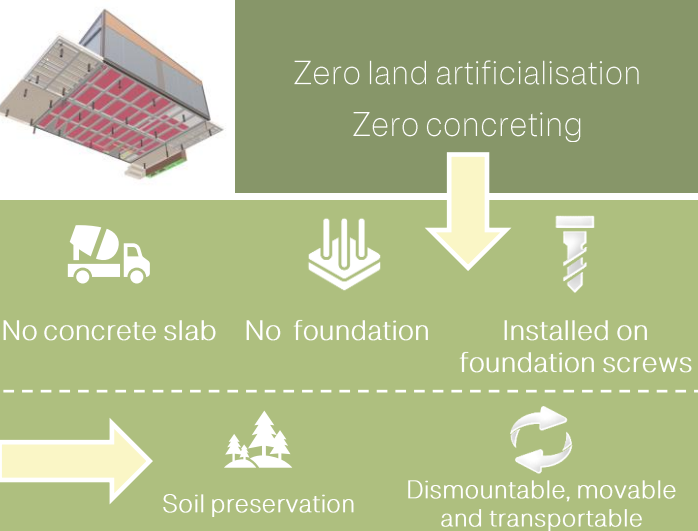 Zero land artificialisation
Zero concreting
No concrete slab
No foundation
Installed on
foundation screws
Soil preservation
Dismountable, movable
and transportable